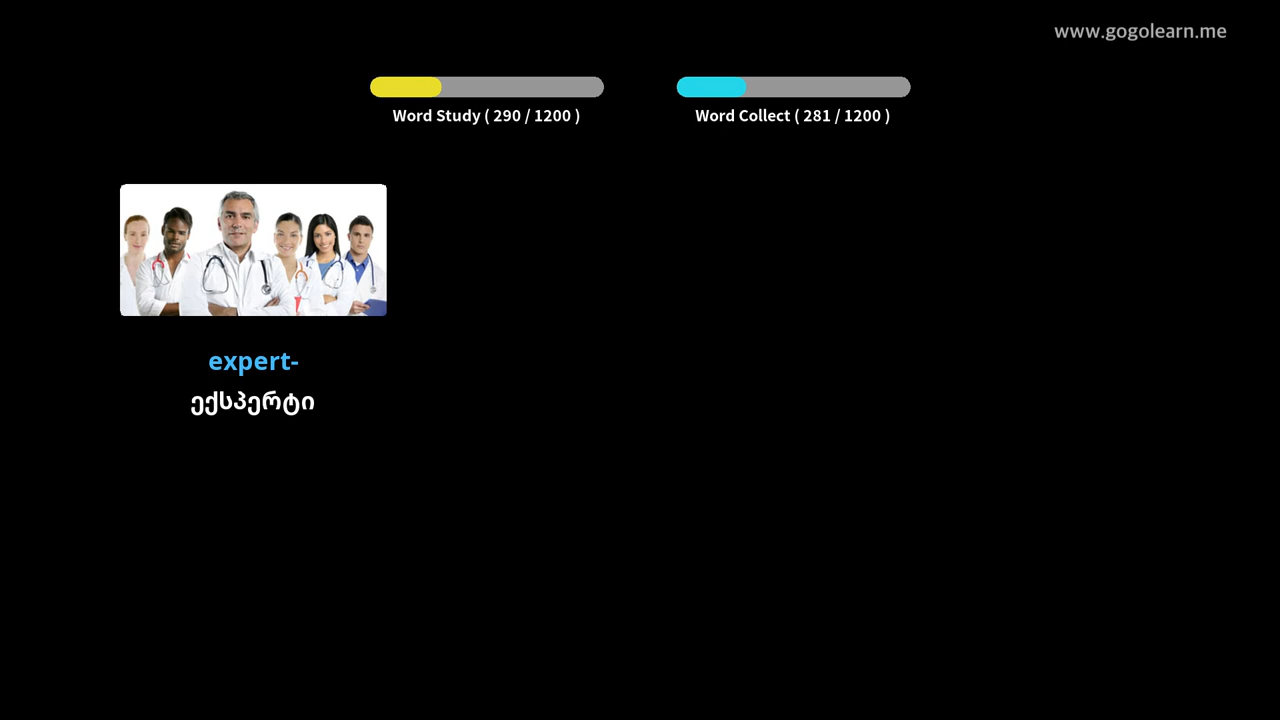 www.gogolearn.me
Word Study ( 290 / 1200 )
Word Collect ( 281 / 1200 )
expert-
ექსპერტი